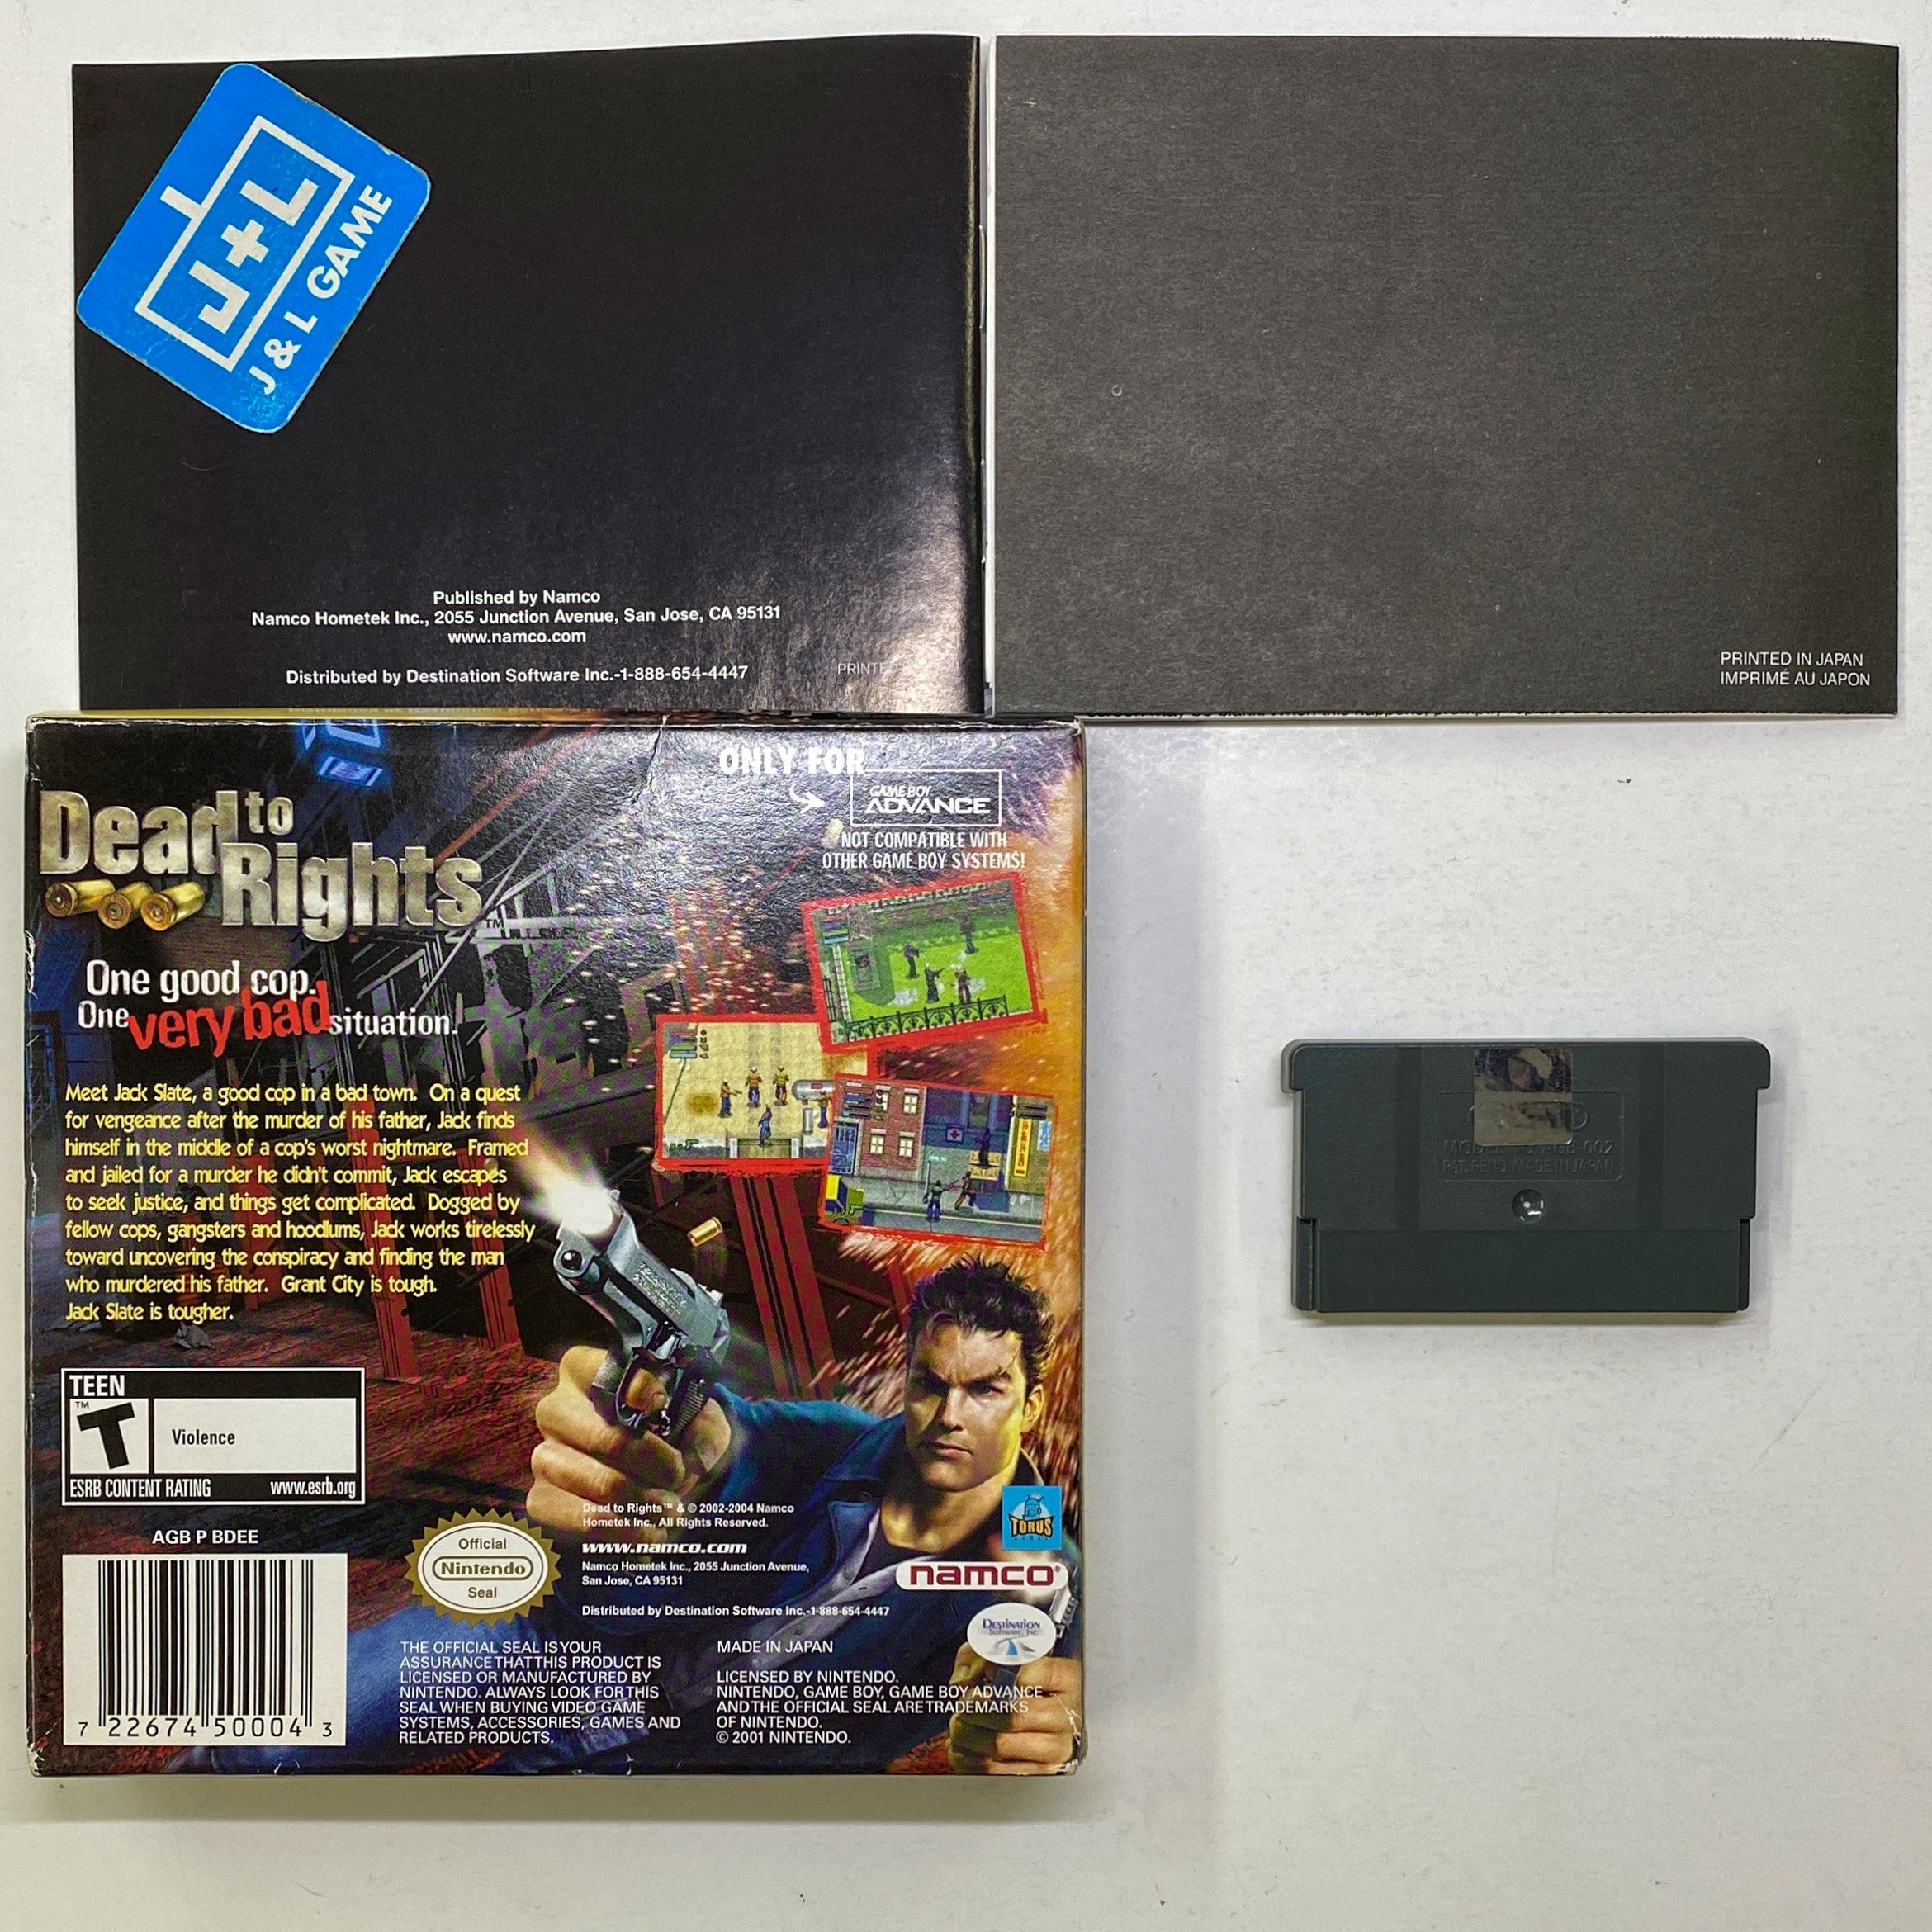 J+L
J & L GAME
Published by Namco
Namco Hometek Inc., 2055 Junction Avenue, San Jose, CA 95131
www.namco.com
Distributed by Destination Software Inc.-1-888-654-4447
PRINTED IN JAPAN
IMPRIMÉ AU JAPON
ONLY FOR
GAME BOY
ADVANCE
NOT COMPATIBLE WITH
OTHER GAME BOY SYSTEMS!
Dead to
Rights™
One good cop.
One very bad situation.
Meet Jack Slate, a good cop in a bad town. On a quest
for vengeance after the murder of his father, Jack finds
himself in the middle of a cop's worst nightmare. Framed
and jailed for a murder he didn't commit, Jack escapes
to seek justice, and things get complicated. Dogged by
fellow cops, gangsters and hoodlums, Jack works tirelessly
toward uncovering the conspiracy and finding the man
who murdered his father. Grant City is tough.
Jack Slate is tougher.
TEEN
T™
Violence
ESRB CONTENT RATING www.esrb.org
AGB P BDEE
7 22674 50004 3
Official
Nintendo
Seal
THE OFFICIAL SEAL IS YOUR
ASSURANCE THAT THIS PRODUCT IS
LICENSED OR MANUFACTURED BY
NINTENDO. ALWAYS LOOK FOR THIS
SEAL WHEN BUYING VIDEO GAME
SYSTEMS, ACCESSORIES, GAMES AND
RELATED PRODUCTS.
Dead to Rights™ & © 2002-2004 Namco
Hometek Inc., All Rights Reserved.
www.namco.com
Namco Hometek Inc., 2055 Junction Avenue,
San Jose, CA 95131
Distributed by Destination Software Inc.-1-888-654-4447
MADE IN JAPAN
LICENSED BY NINTENDO.
NINTENDO, GAME BOY, GAME BOY ADVANCE
AND THE OFFICIAL SEAL ARE TRADEMARKS
OF NINTENDO.
© 2001 NINTENDO.
TORUS
namco®
DESTINATION
Software, Inc
PAT. PEND. MADE IN JAPAN